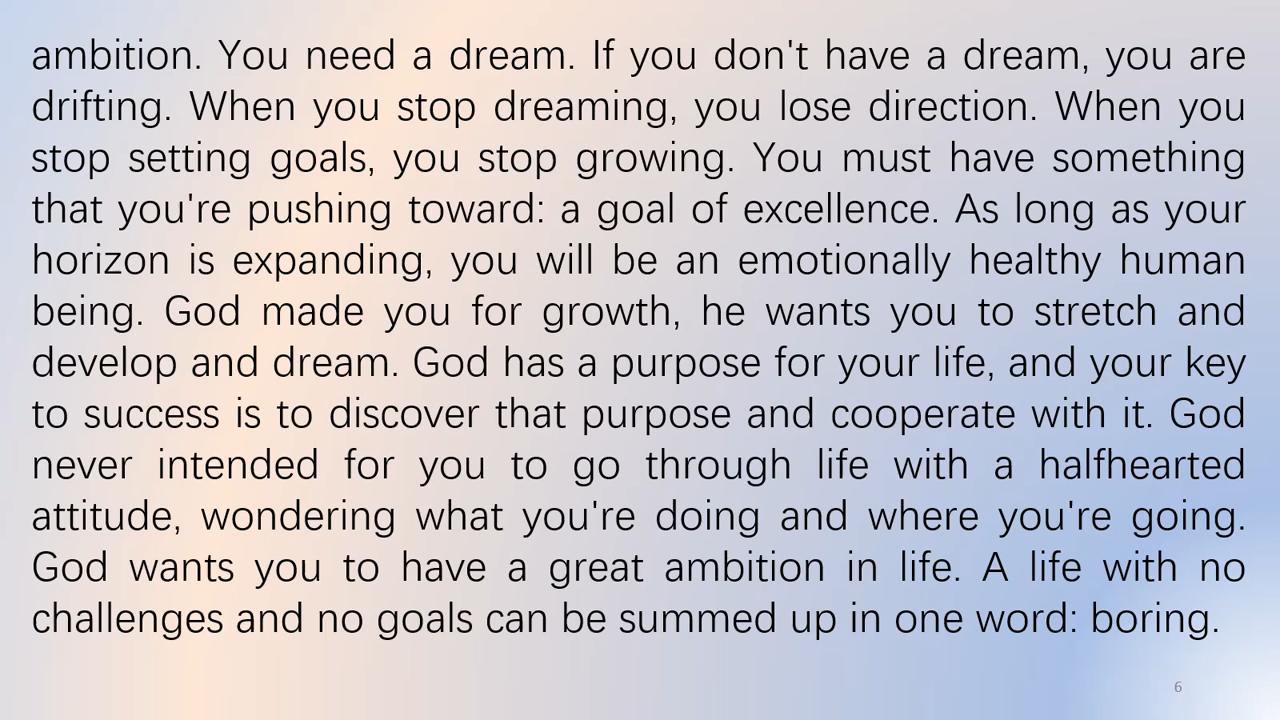 ambition. You need a dream. If you don't have a dream, you are
drifting. When you stop dreaming, you lose direction. When you
stop setting goals, you stop growing. You must have something
that you're pushing toward: a goal of excellence. As long as your
horizon is expanding, you will be an emotionally healthy human
being. God made you for growth, he wants you to stretch and
develop and dream. God has a purpose for your life, and your key
to success is to discover that purpose and cooperate with it. God
never intended for you to go through life with a halfhearted
attitude, wondering what you're doing and where you're going.
God wants you to have a great ambition in life. A life with no
challenges and no goals can be summed up in one word: boring.
6